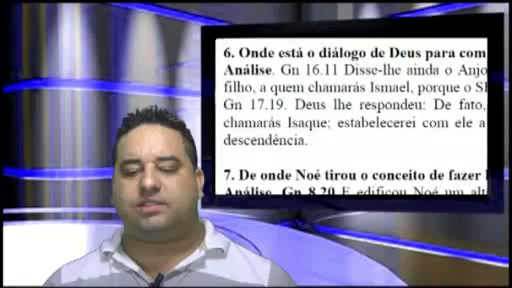 6. Onde está o diálogo de Deus para com
Análise. Gn 16.11 Disse-lhe ainda o Anjo
filho, a quem chamarás Ismael, porque o
Gn 17.19. Deus lhe respondeu: De fato,
chamarás Isaque; estabelecerei com ele a
descendência.
7. De onde Noé tirou o conceito de fazer
Análise. Gn 8.20 E edificou Noé um